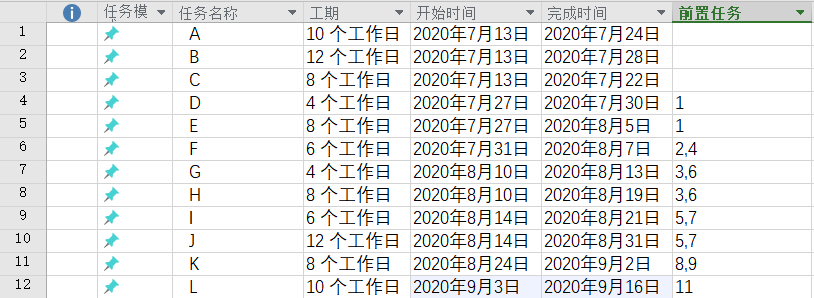 任务模 任务名称 工期 开始时间 完成时间 前置任务
1 A 10 个工作日 2020年7月13日 2020年7月24日
2 B 12 个工作日 2020年7月13日 2020年7月28日
3 C 8 个工作日 2020年7月13日 2020年7月22日
4 D 4 个工作日 2020年7月27日 2020年7月30日 1
5 E 8 个工作日 2020年7月27日 2020年8月5日 1
6 F 6 个工作日 2020年7月31日 2020年8月7日 2,4
7 G 4 个工作日 2020年8月10日 2020年8月13日 3,6
8 H 8 个工作日 2020年8月10日 2020年8月19日 3,6
9 I 6 个工作日 2020年8月14日 2020年8月21日 5,7
10 J 12 个工作日 2020年8月14日 2020年8月31日 5,7
11 K 8 个工作日 2020年8月24日 2020年9月2日 8,9
12 L 10 个工作日 2020年9月3日 2020年9月16日 11